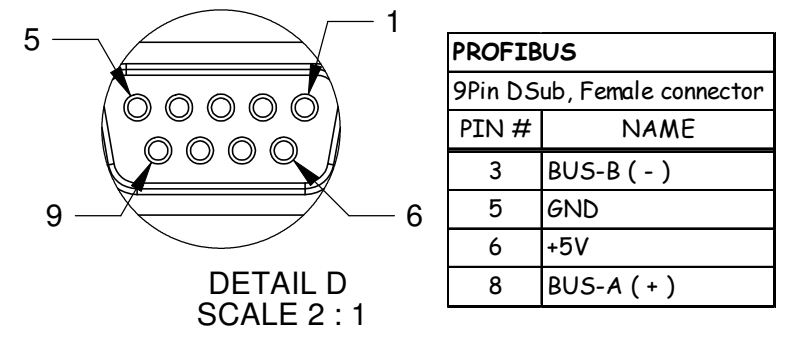 5
1
9
6
DETAIL D
SCALE 2 : 1
PROFIBUS
9Pin DSub, Female connector
PIN # NAME
3 BUS-B ( - )
5 GND
6 +5V
8 BUS-A ( + )